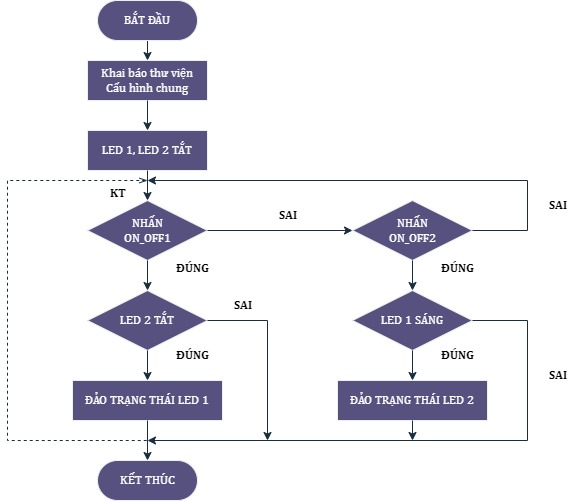 BẮT ĐẦU
Khai báo thư viện
Cấu hình chung
LED 1, LED 2 TẮT
KT
NHẤN
ON_OFF1
SAI
NHẤN
ON_OFF2
SAI
ĐÚNG
ĐÚNG
LED 2 TẮT
SAI
LED 1 SÁNG
ĐÚNG
ĐÚNG
SAI
ĐẢO TRẠNG THÁI LED 1
ĐẢO TRẠNG THÁI LED 2
KẾT THÚC